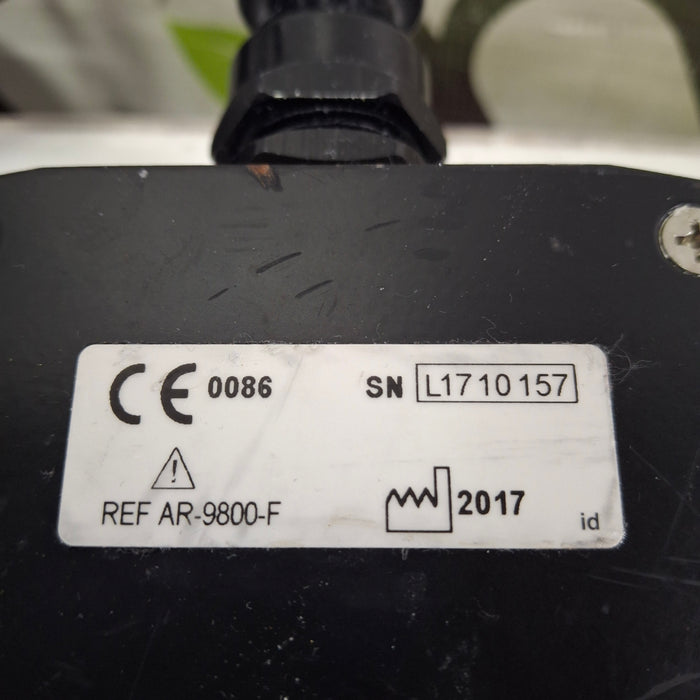 CE 0086 SN L1710157
REF AR-9800-F 2017 id